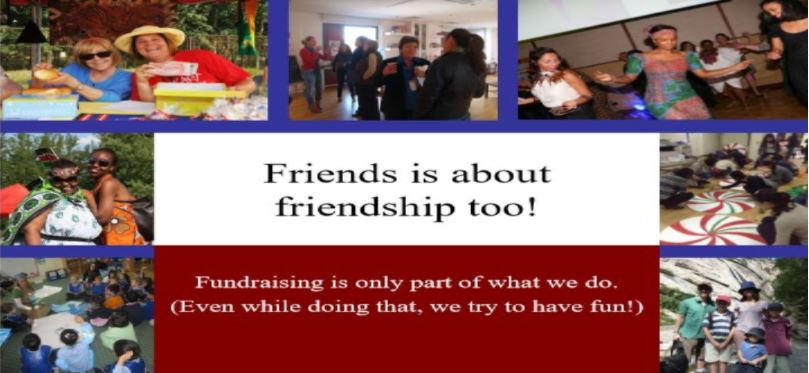 Friends is about
friendship too!
Fundraising is only part of what we do.
(Even while doing that, we try to have fun!)